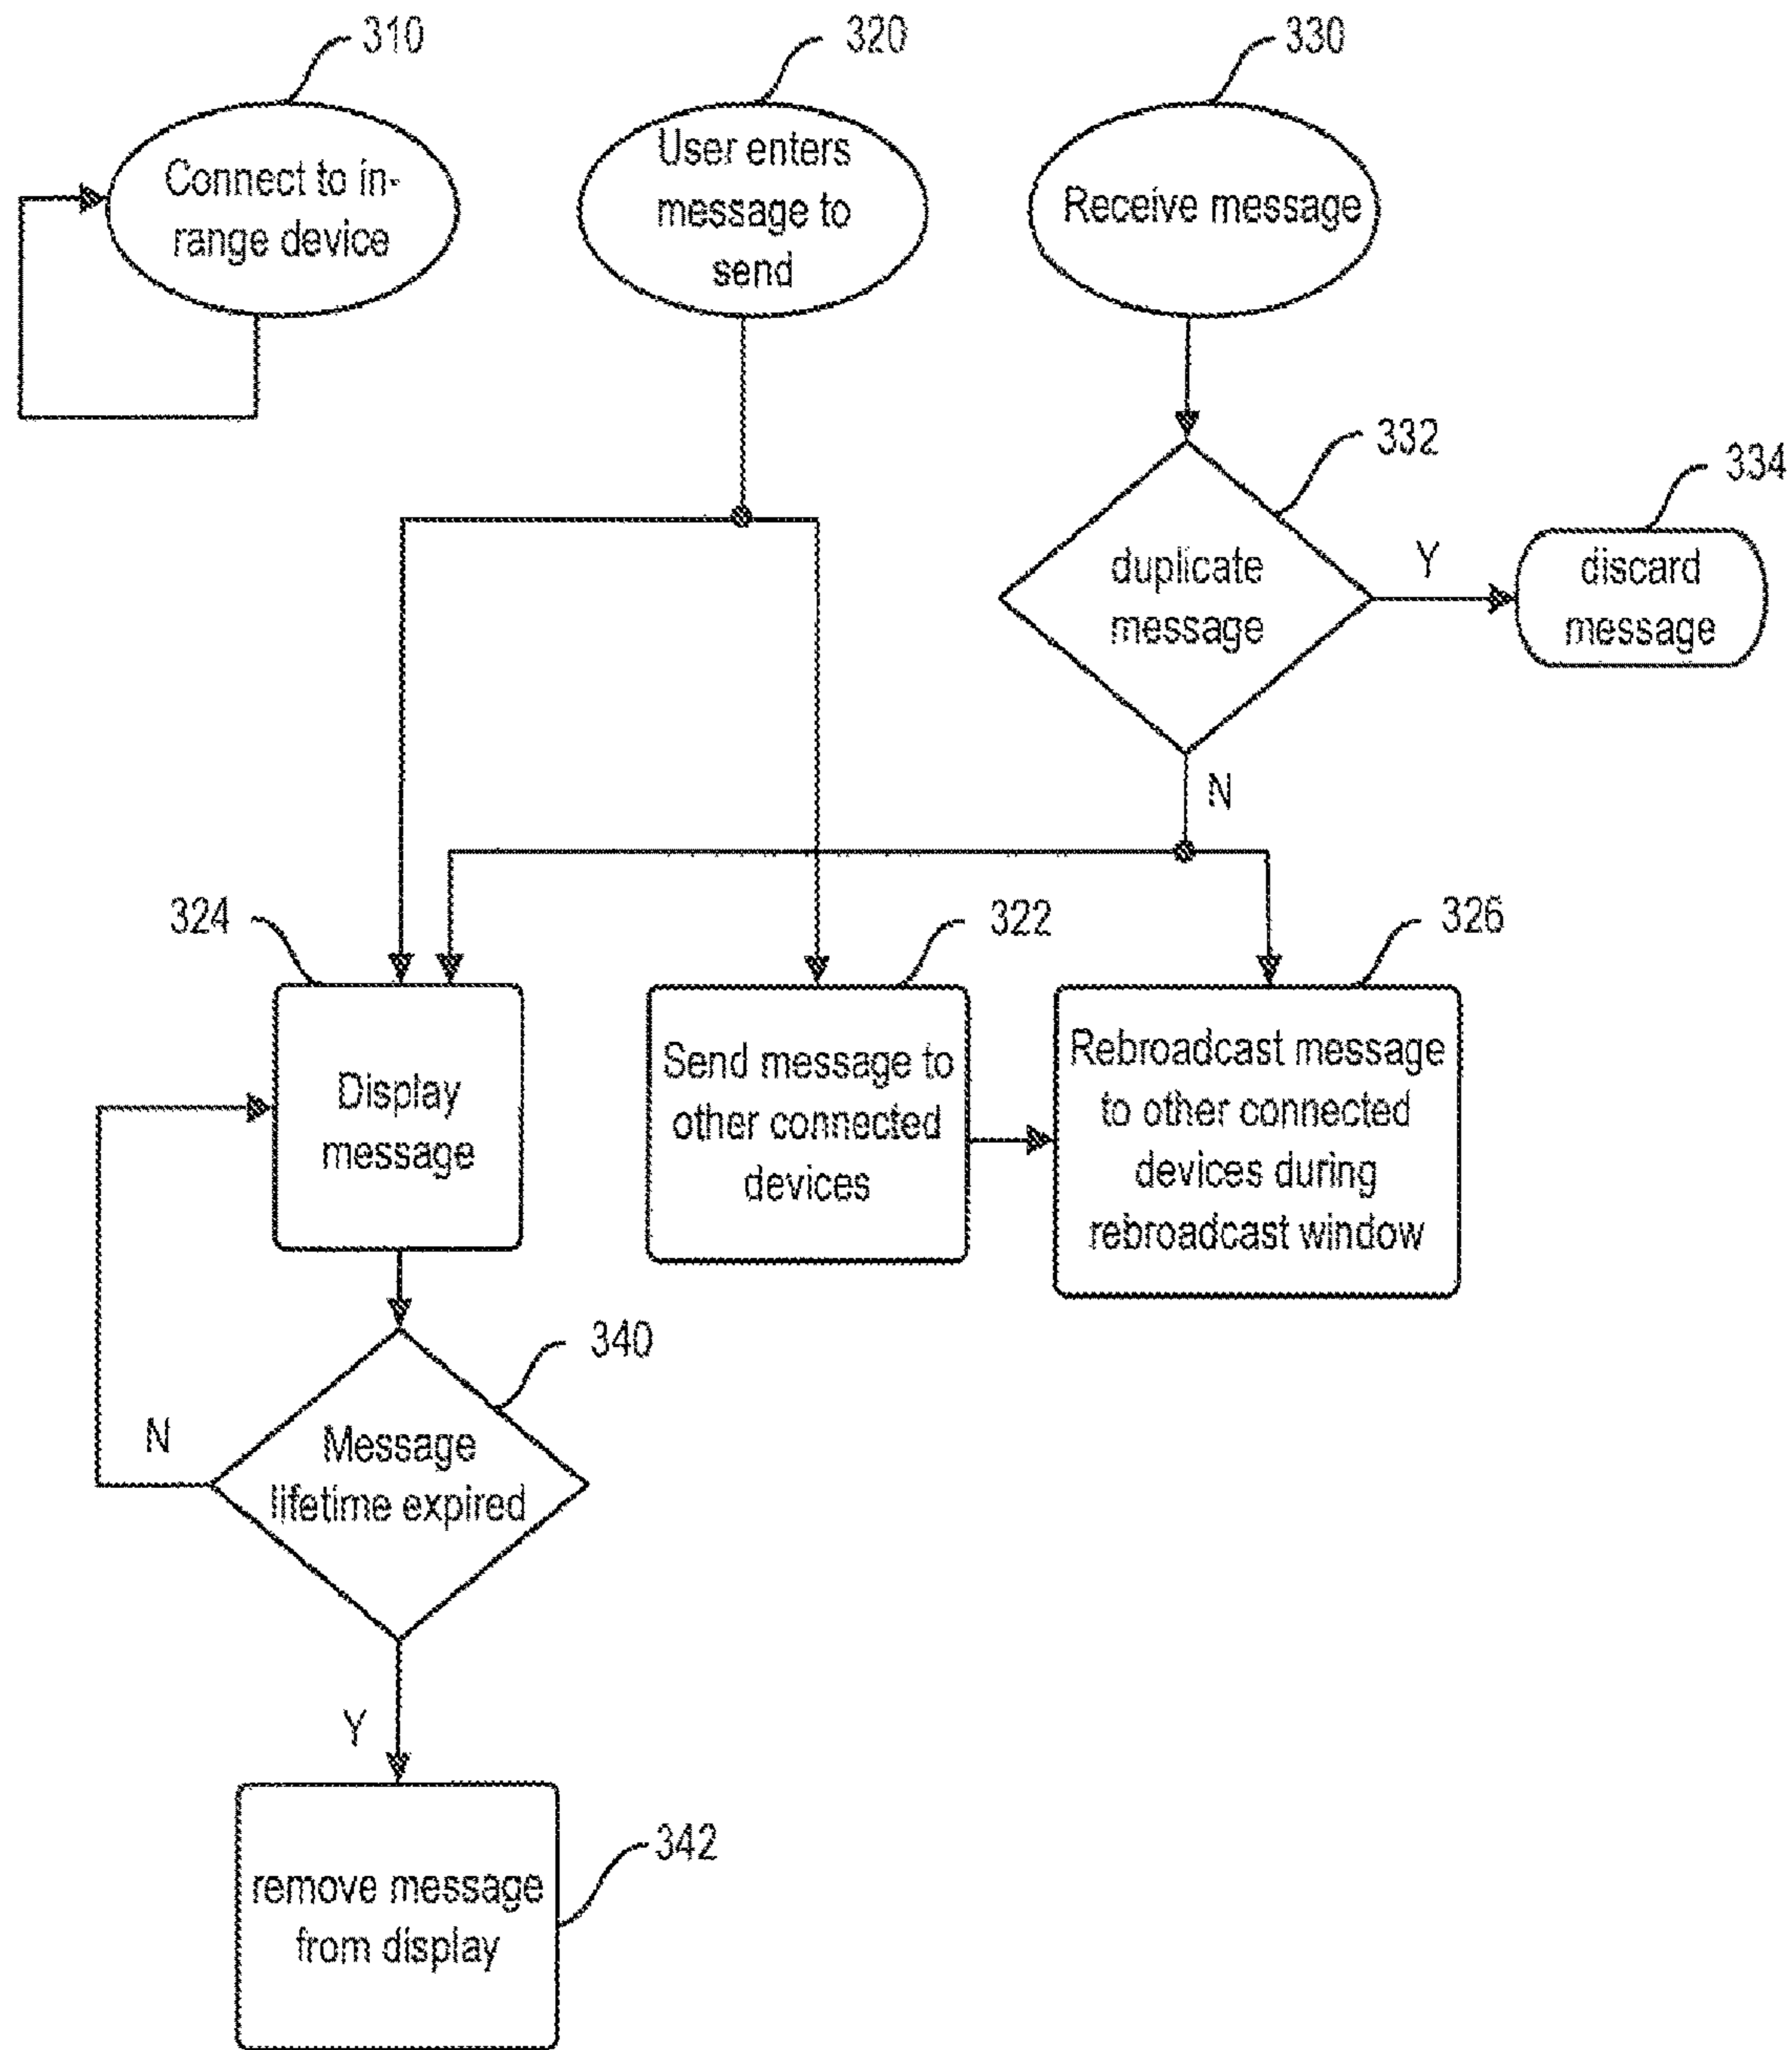 310
320
330
Connect to in-
range device
User enters
message to
send
Receive message
332
334
duplicate
message
Y
discard
message
N
324
322
326
Display
message
Send message to
other connected
devices
Rebroadcast message
to other connected
devices during
rebroadcast window
340
N
Message
lifetime expired
Y
342
remove message
from display